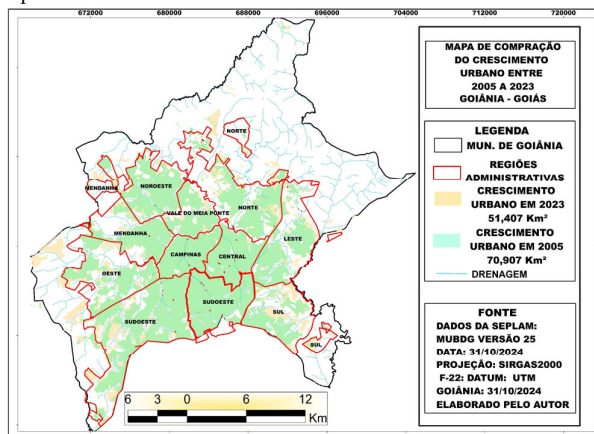 672000 680000 688000 696000 704000 712000 720000
MAPA DE COMPRAÇÃO
DO CRESCIMENTO
URBANO ENTRE
2005 A 2023
GOIÂNIA - GOIÁS
LEGENDA
MUN. DE GOIÂNIA
REGIÕES
ADMINISTRATIVAS
CRESCIMENTO
URBANO EM 2023
51,407 Km²
CRESCIMENTO
URBANO EM 2005
70,907 Km²
DRENAGEM
FONTE
DADOS DA SEPLAM:
MUBDG VERSÃO 25
DATA: 31/10/2024
PROJEÇÃO: SIRGAS2000
F-22: DATUM: UTM
GOIÂNIA: 31/10/2024
ELABORADO PELO AUTOR
NORTE
MENDANHA
NOROESTE
VALE DO MEIA PONTE
NORTE
MENDANHA
LESTE
CAMPINAS
CENTRAL
OESTE
SUDOESTE
SUL
SUDOESTE
SUL
6 3 0 6 12
Km